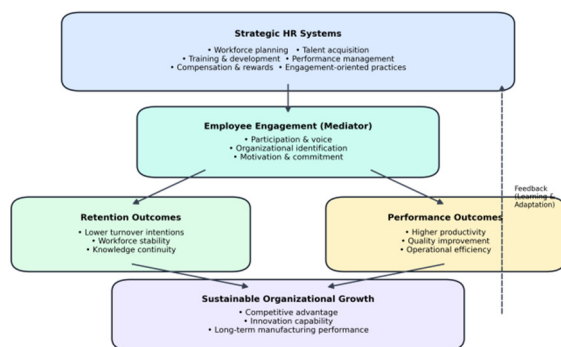 Strategic HR Systems
• Workforce planning • Talent acquisition
• Training & development • Performance management
• Compensation & rewards • Engagement-oriented practices
Employee Engagement (Mediator)
• Participation & voice
• Organizational identification
• Motivation & commitment
Feedback
(Learning &
Adaptation)
Retention Outcomes
• Lower turnover intentions
• Workforce stability
• Knowledge continuity
Performance Outcomes
• Higher productivity
• Quality improvement
• Operational efficiency
Sustainable Organizational Growth
• Competitive advantage
• Innovation capability
• Long-term manufacturing performance